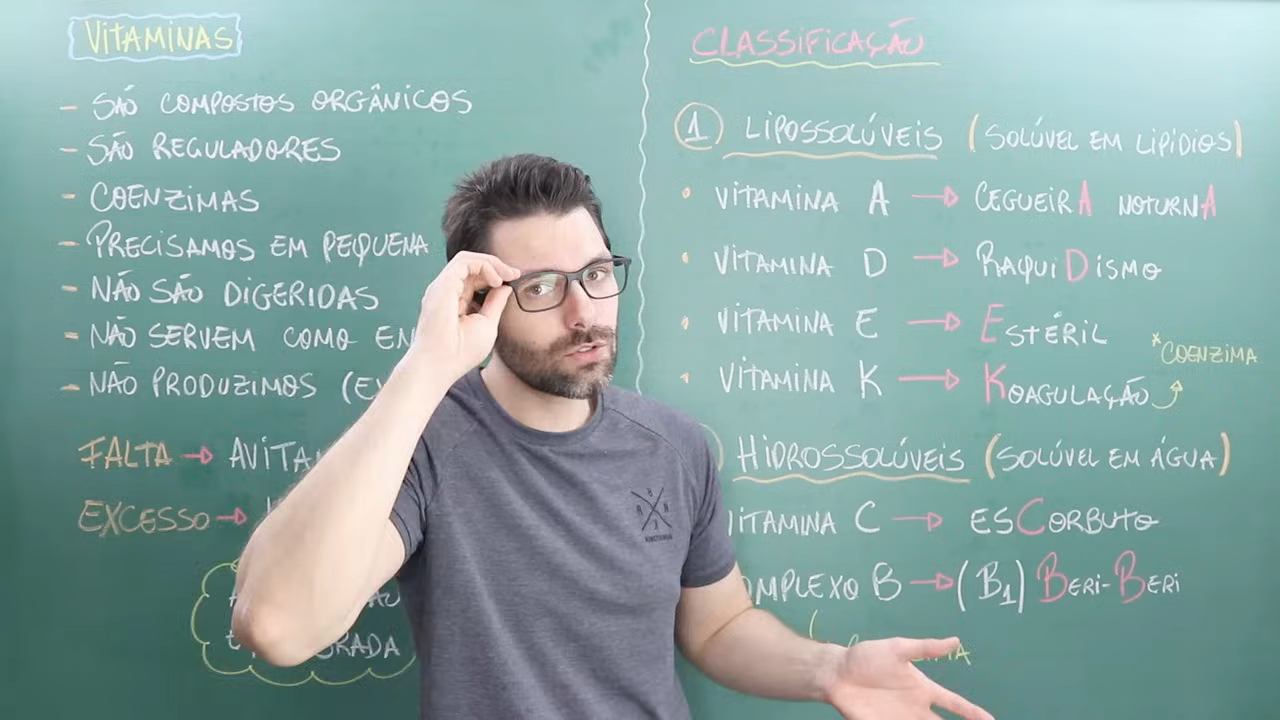 VITAMINAS
- SÃO COMPOSTOS ORGÂNICOS
- SÃO REGULADORES
- COENZIMAS
- PRECISAMOS EM PEQUENA
- NÃO SÃO DIGERIDAS
- NÃO SERVEM COMO EN
- NÃO PRODUZIMOS (E
FALTA → AVITA
EXCESSO →
CLASSIFICAÇÃO
1 LIPOSSOLÚVEIS (SOLÚVEL EM LIPÍDIOS)
• VITAMINA A → CEGUEIRA NOTURNA
• VITAMINA D → RAQUIDISMO
• VITAMINA E → ESTÉRIL
• VITAMINA K → KOAGULAÇÃO
*COENZIMA
HIDROSSOLÚVEIS (SOLÚVEL EM ÁGUA)
ITAMINA C → ESCORBUTO
OMPLEXO B → (B1) BERI-BERI